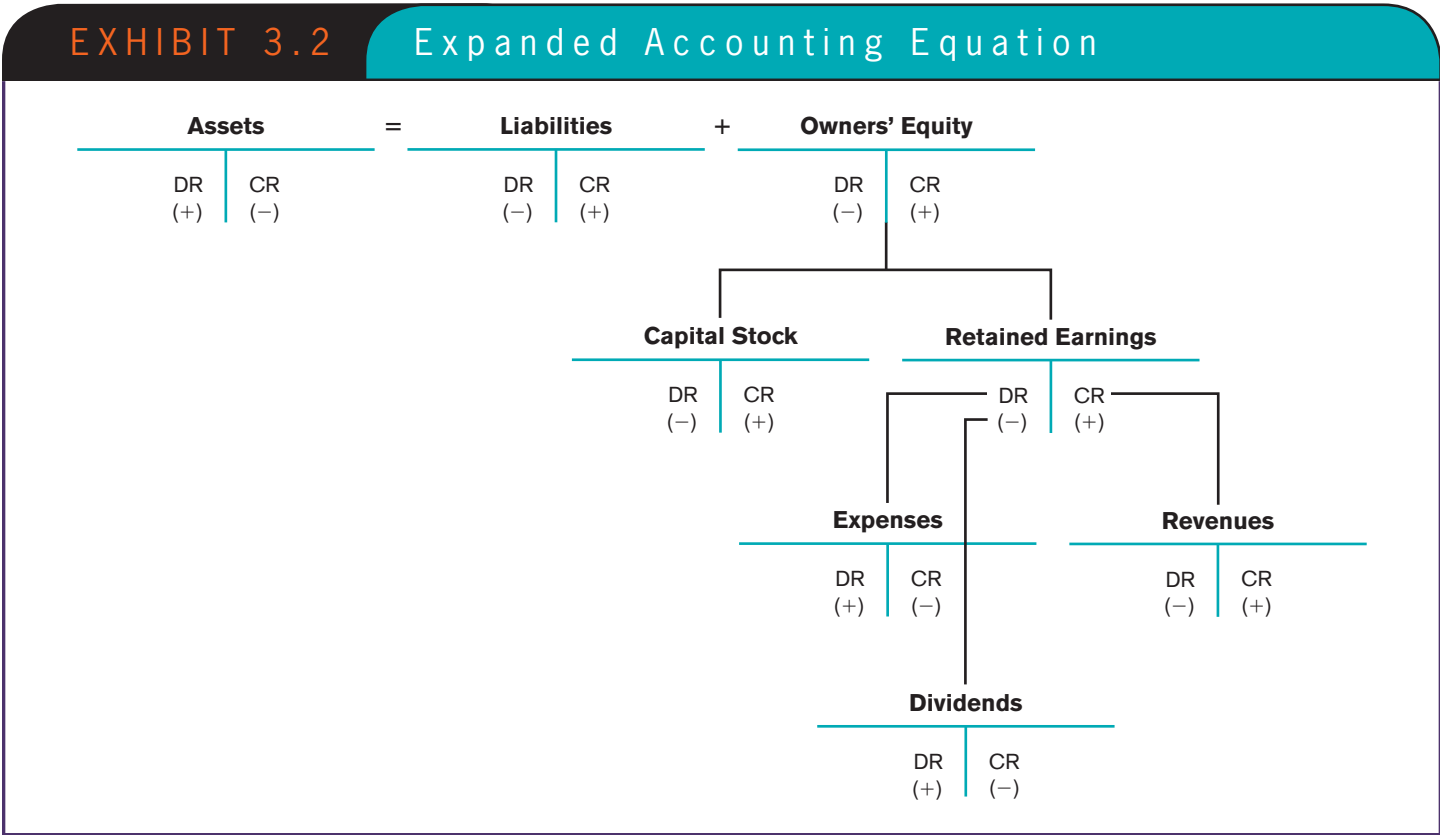 EXHIBIT 3.2 Expanded Accounting Equation
Assets = Liabilities + Owners’ Equity
DR CR DR CR DR CR
(+) (−) (−) (+) (−) (+)
Capital Stock Retained Earnings
DR CR DR CR
(−) (+) (−) (+)
Expenses Revenues
DR CR DR CR
(+) (−) (−) (+)
Dividends
DR CR
(+) (−)